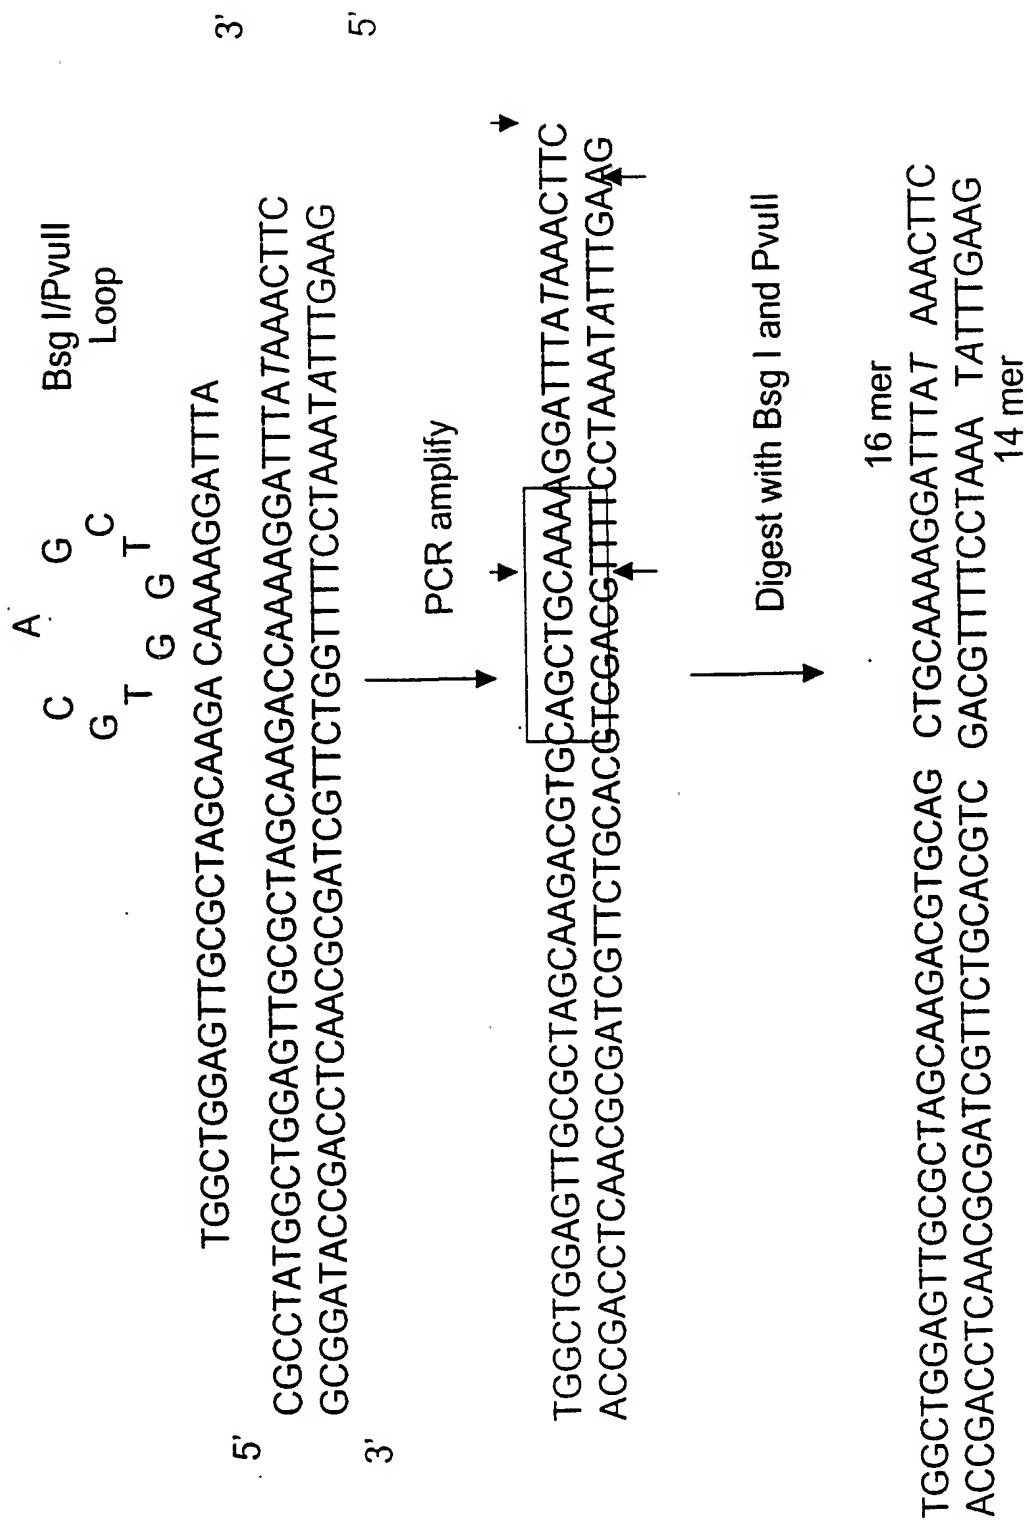 A
C G
Bsg I/PvuII
G C
Loop
T T
G G
TGGCTGGAGTTGCGCTAGCAAGA CAAAAGGATTTA
5' 3'
CGCCTATGGCTGGAGTTGCGCTAGCAAGACCAAAAGGATTTATAAACTTC
GCGGATACCGACCTCAACGCGATCGTTCTGGTTTTCCTAAATATTTGAAG
3' 5'
PCR amplify
TGGCTGGAGTTGCGCTAGCAAGACGTGCAGCTGCAAAAGGATTTATAAACTTC
ACCGACCTCAACGCGATCGTTCTGCACGTCGACGTTTTCCTAAATATTTGAAG
Digest with Bsg I and PvuII
16 mer
TGGCTGGAGTTGCGCTAGCAAGACGTGCAG CTGCAAAAGGATTTAT AAACTTC
ACCGACCTCAACGCGATCGTTCTGCACGTC GACGTTTTCCTAAA TATTTGAAG
14 mer